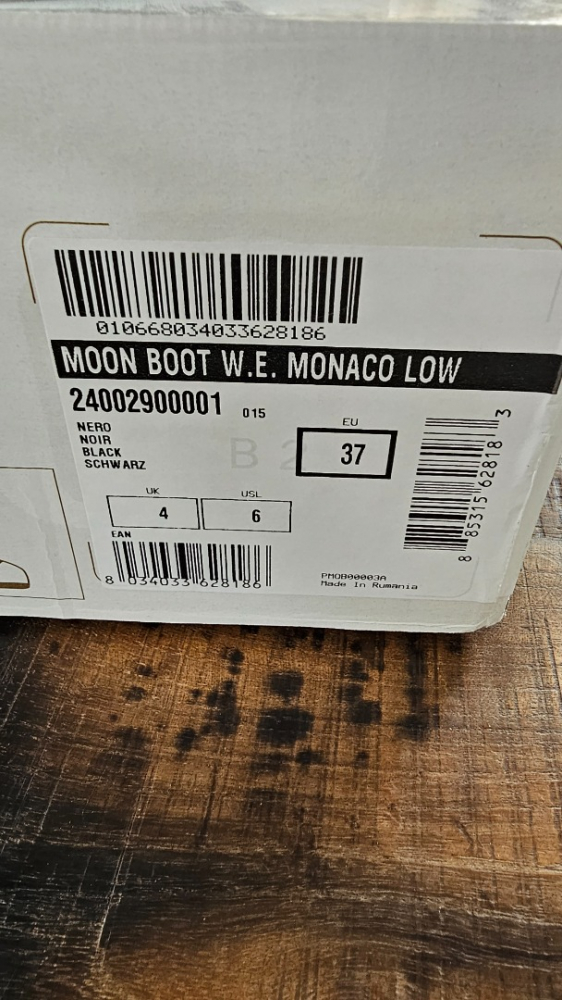 010668034033628186
MOON BOOT W.E. MONACO LOW
24002900001 015
NERO
NOIR
BLACK
SCHWARZ
EU
37
UK
4
USL
6
EAN
8 034033 628186
8 85315 62818 3
PMOB00003A
Made In Rumania